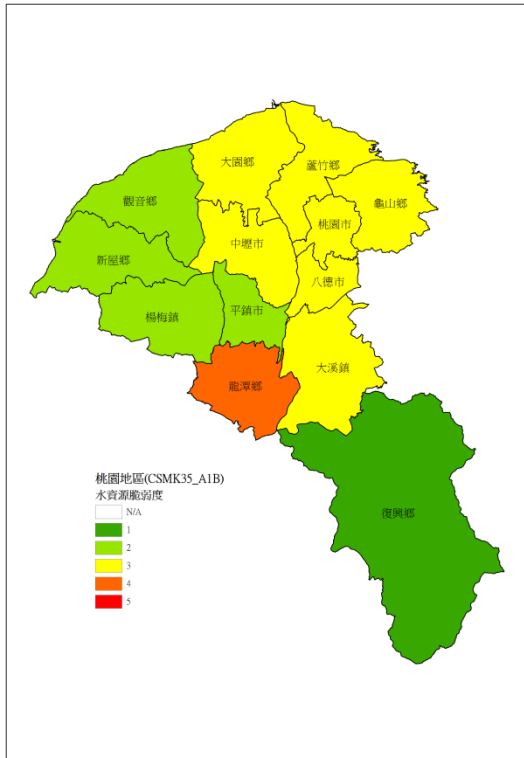 大園鄉
蘆竹鄉
觀音鄉
龜山鄉
桃園市
中壢市
新屋鄉
八德市
楊梅鎮
平鎮市
大溪鎮
龍潭鄉
復興鄉
桃園地區(CSMK35_A1B)
水資源脆弱度
N/A
1
2
3
4
5